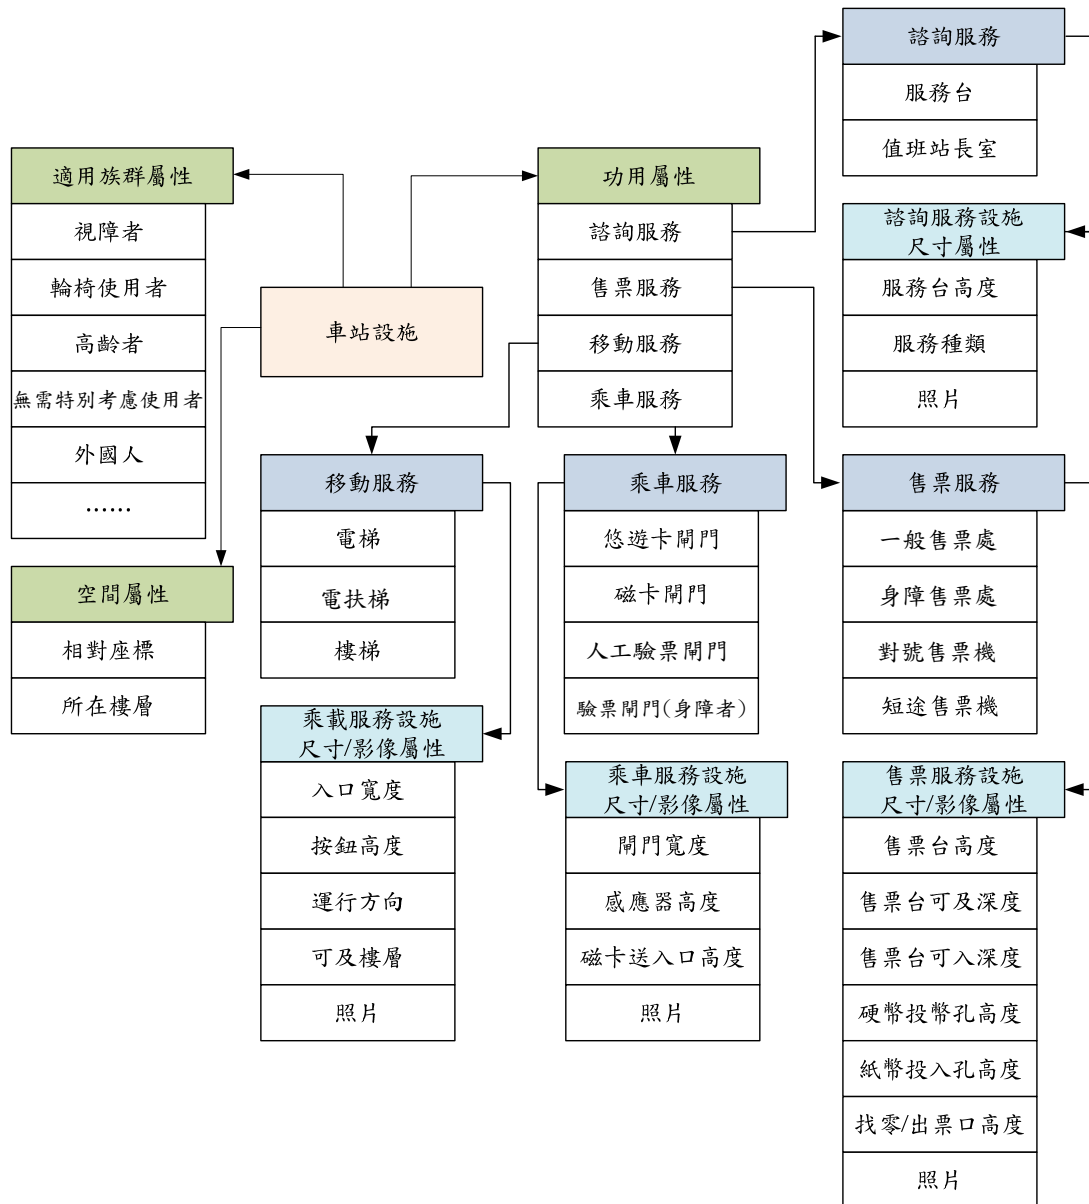 諮詢服務
服務台
值班站長室
適用族群屬性
視障者
輪椅使用者
高齡者
無需特別考慮使用者
外國人
……
功用屬性
諮詢服務
售票服務
移動服務
乘車服務
諮詢服務設施
尺寸屬性
服務台高度
服務種類
照片
車站設施
空間屬性
相對座標
所在樓層
移動服務
電梯
電扶梯
樓梯
乘車服務
悠遊卡閘門
磁卡閘門
人工驗票閘門
驗票閘門(身障者)
售票服務
一般售票處
身障售票處
對號售票機
短途售票機
乘載服務設施
尺寸/影像屬性
入口寬度
按鈕高度
運行方向
可及樓層
照片
乘車服務設施
尺寸/影像屬性
閘門寬度
感應器高度
磁卡送入口高度
照片
售票服務設施
尺寸/影像屬性
售票台高度
售票台可及深度
售票台可入深度
硬幣投幣孔高度
紙幣投入孔高度
找零/出票口高度
照片